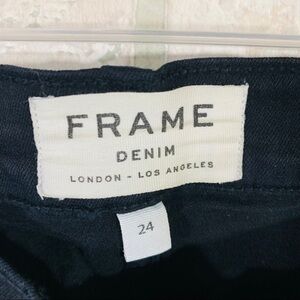 FRAME
DENIM
LONDON - LOS ANGELES
24